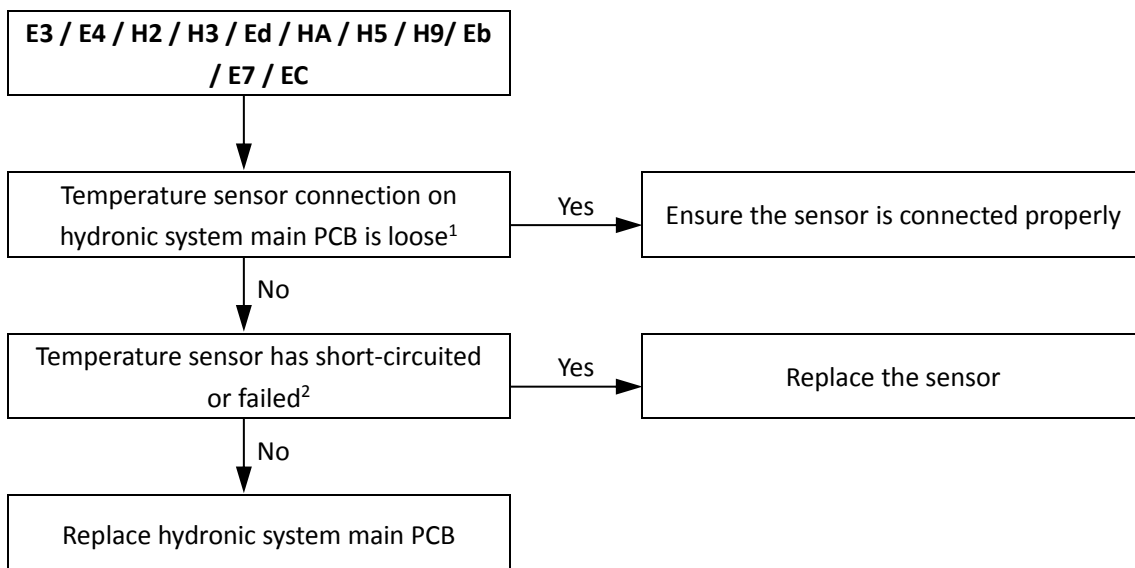 E3 / E4 / H2 / H3 / Ed / HA / H5 / H9/ Eb
/ E7 / EC
Temperature sensor connection on
hydronic system main PCB is loose¹
Yes
Ensure the sensor is connected properly
No
Temperature sensor has short-circuited
or failed²
Yes
Replace the sensor
No
Replace hydronic system main PCB